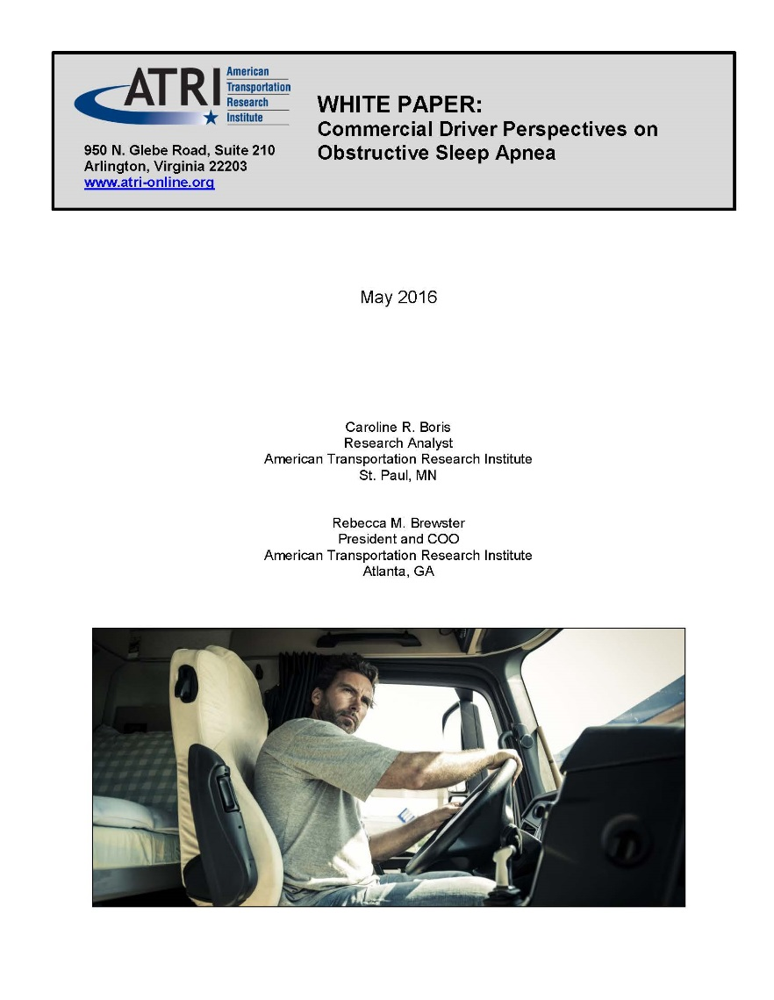 ATRI
American
Transportation
Research
Institute
950 N. Glebe Road, Suite 210
Arlington, Virginia 22203
www.atri-online.org
WHITE PAPER:
Commercial Driver Perspectives on
Obstructive Sleep Apnea
May 2016
Caroline R. Boris
Research Analyst
American Transportation Research Institute
St. Paul, MN
Rebecca M. Brewster
President and COO
American Transportation Research Institute
Atlanta, GA